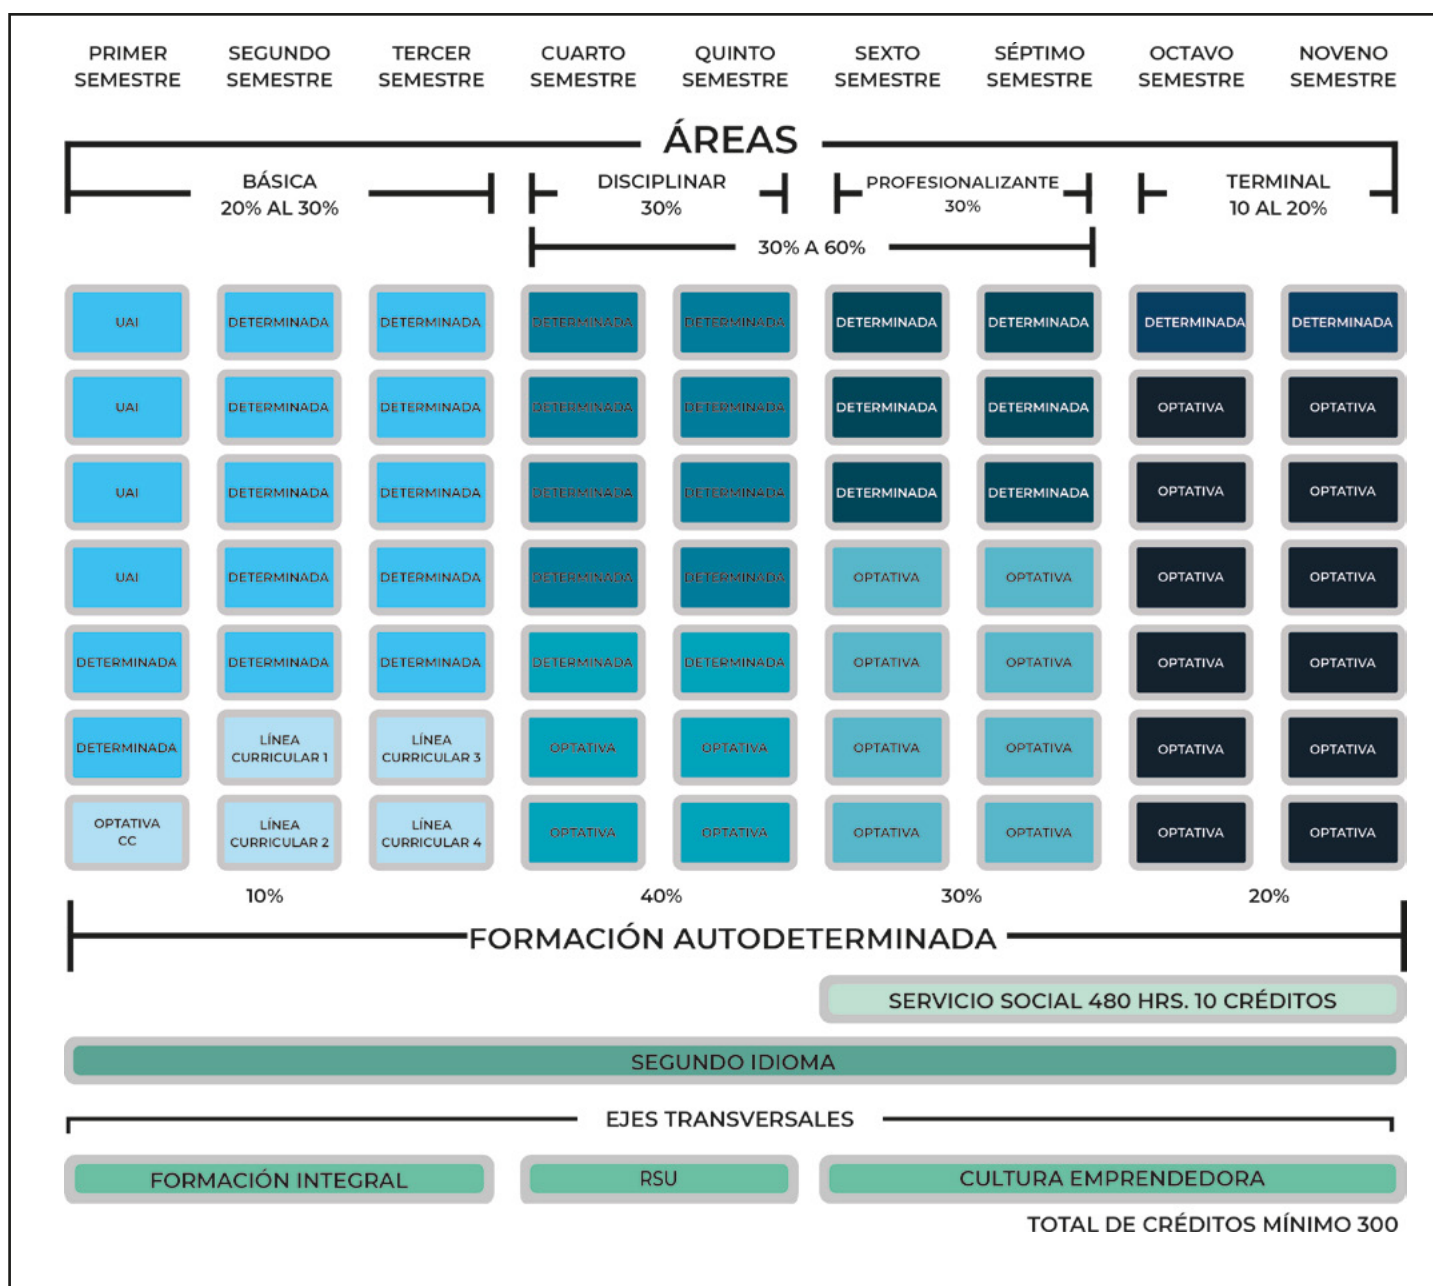 PRIMER SEMESTRE
SEGUNDO SEMESTRE
TERCER SEMESTRE
CUARTO SEMESTRE
QUINTO SEMESTRE
SEXTO SEMESTRE
SÉPTIMO SEMESTRE
OCTAVO SEMESTRE
NOVENO SEMESTRE
ÁREAS
BÁSICA
20% AL 30%
DISCIPLINAR
30%
PROFESIONALIZANTE
30%
TERMINAL
10 AL 20%
30% A 60%
UAI DETERMINADA DETERMINADA DETERMINADA DETERMINADA DETERMINADA DETERMINADA DETERMINADA DETERMINADA
UAI DETERMINADA DETERMINADA DETERMINADA DETERMINADA DETERMINADA DETERMINADA OPTATIVA OPTATIVA
UAI DETERMINADA DETERMINADA DETERMINADA DETERMINADA DETERMINADA DETERMINADA OPTATIVA OPTATIVA
UAI DETERMINADA DETERMINADA DETERMINADA DETERMINADA OPTATIVA OPTATIVA OPTATIVA OPTATIVA
DETERMINADA DETERMINADA DETERMINADA DETERMINADA DETERMINADA OPTATIVA OPTATIVA OPTATIVA OPTATIVA
DETERMINADA LÍNEA CURRICULAR 1 LÍNEA CURRICULAR 3 OPTATIVA OPTATIVA OPTATIVA OPTATIVA OPTATIVA OPTATIVA
OPTATIVA CC LÍNEA CURRICULAR 2 LÍNEA CURRICULAR 4 OPTATIVA OPTATIVA OPTATIVA OPTATIVA OPTATIVA OPTATIVA
10% 40% 30% 20%
FORMACIÓN AUTODETERMINADA
SERVICIO SOCIAL 480 HRS. 10 CRÉDITOS
SEGUNDO IDIOMA
EJES TRANSVERSALES
FORMACIÓN INTEGRAL RSU CULTURA EMPRENDEDORA
TOTAL DE CRÉDITOS MÍNIMO 300